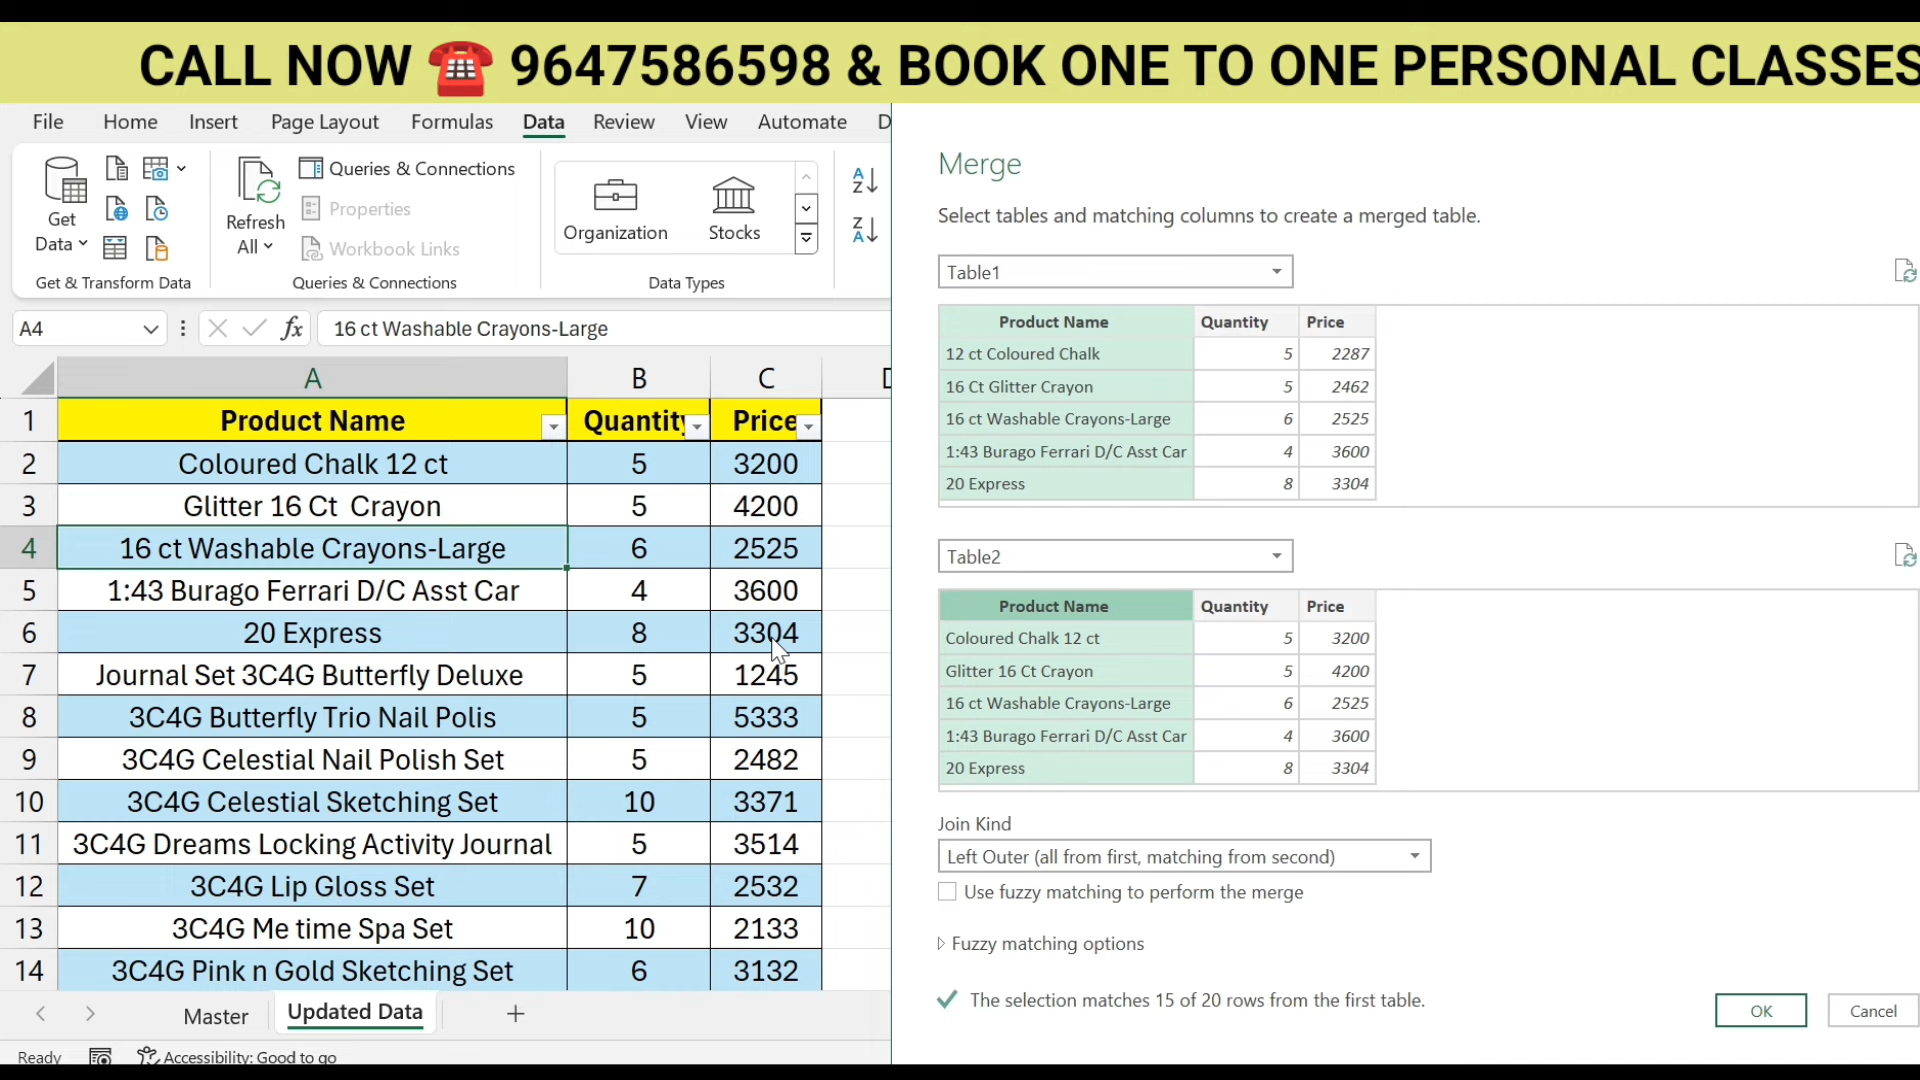 CALL NOW ☎ 9647586598 & BOOK ONE TO ONE PERSONAL CLASSES
File Home Insert Page Layout Formulas Data Review View Automate D
Get Data
Refresh All
Queries & Connections
Properties
Workbook Links
Organization
Stocks
Get & Transform Data
Queries & Connections
Data Types
A4
fx
16 ct Washable Crayons-Large
A B C D
1 Product Name Quantity Price
2 Coloured Chalk 12 ct 5 3200
3 Glitter 16 Ct Crayon 5 4200
4 16 ct Washable Crayons-Large 6 2525
5 1:43 Burago Ferrari D/C Asst Car 4 3600
6 20 Express 8 3304
7 Journal Set 3C4G Butterfly Deluxe 5 1245
8 3C4G Butterfly Trio Nail Polis 5 5333
9 3C4G Celestial Nail Polish Set 5 2482
10 3C4G Celestial Sketching Set 10 3371
11 3C4G Dreams Locking Activity Journal 5 3514
12 3C4G Lip Gloss Set 7 2532
13 3C4G Me time Spa Set 10 2133
14 3C4G Pink n Gold Sketching Set 6 3132
Master Updated Data +
Ready Accessibility: Good to go
Merge
Select tables and matching columns to create a merged table.
Table1
Product Name Quantity Price
12 ct Coloured Chalk 5 2287
16 Ct Glitter Crayon 5 2462
16 ct Washable Crayons-Large 6 2525
1:43 Burago Ferrari D/C Asst Car 4 3600
20 Express 8 3304
Table2
Product Name Quantity Price
Coloured Chalk 12 ct 5 3200
Glitter 16 Ct Crayon 5 4200
16 ct Washable Crayons-Large 6 2525
1:43 Burago Ferrari D/C Asst Car 4 3600
20 Express 8 3304
Join Kind
Left Outer (all from first, matching from second)
Use fuzzy matching to perform the merge
Fuzzy matching options
The selection matches 15 of 20 rows from the first table.
OK Cancel